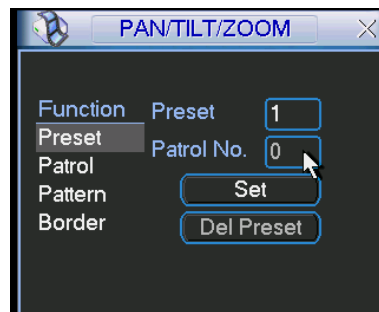 PAN/TILT/ZOOM
Function
Preset
Patrol
Pattern
Border
Preset 1
Patrol No. 0
Set
Del Preset